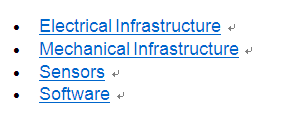 Electrical Infrastructure
Mechanical Infrastructure
Sensors
Software